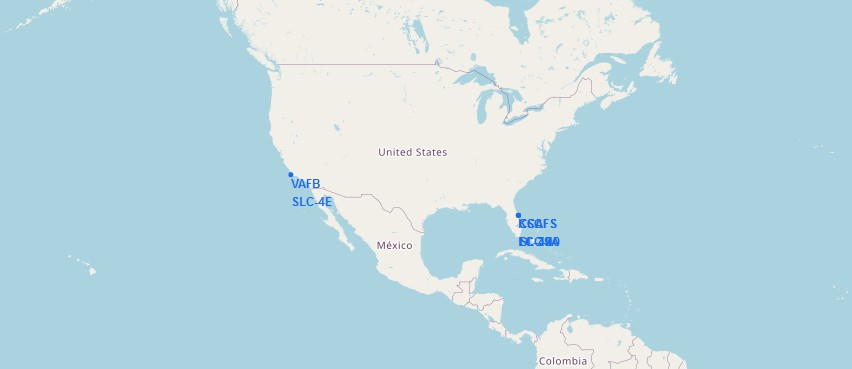 United States
VAFB
SLC-4E
México
Colombia